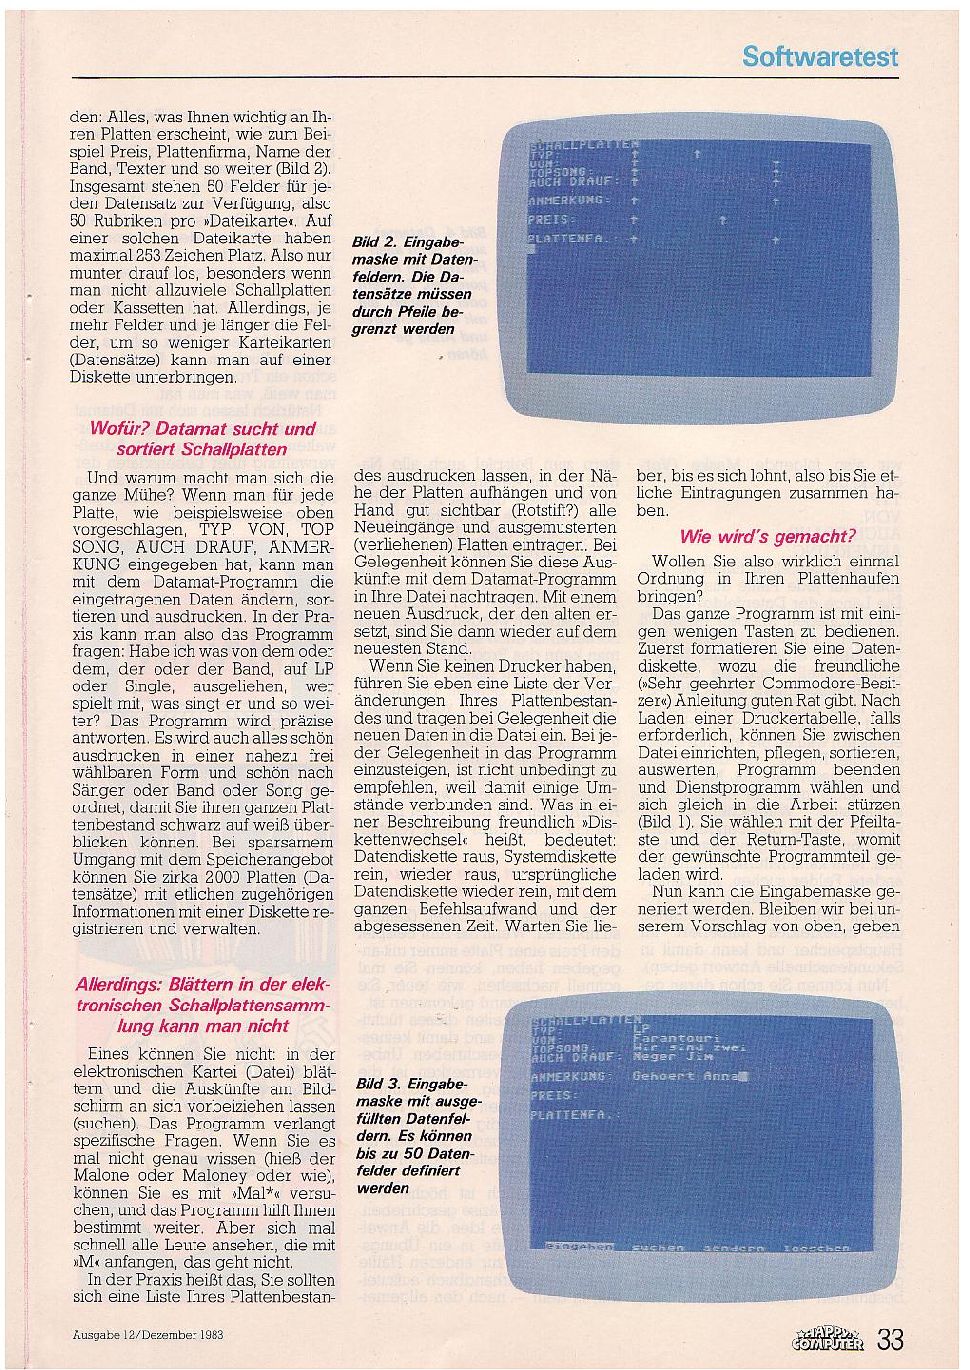 Softwaretest
den: Alles, was Ihnen wichtig an Ih-
ren Platten erscheint, wie zum Bei-
spiel Preis, Plattenfirma, Name der
Band, Texter und so weiter (Bild 2).
Insgesamt stehen 50 Felder für je-
den Datensatz zur Verfügung, also
50 Rubriken pro »Dateikarte«. Auf
einer solchen Dateikarte haben
maximal 253 Zeichen Platz. Also nur
munter drauf los, besonders wenn
man nicht allzuviele Schallplatten
oder Kassetten hat. Allerdings, je
mehr Felder und je länger die Fel-
der, um so weniger Karteikarten
(Datensätze) kann man auf einer
Diskette unterbringen.
Wofür? Datamat sucht und
sortiert Schallplatten
Und warum macht man sich die
ganze Mühe? Wenn man für jede
Platte, wie beispielsweise oben
vorgeschlagen, TYP VON, TOP
SONG, AUCH DRAUF, ANMER-
KUNG eingegeben hat, kann man
mit dem Datamat-Programm die
eingetragenen Daten ändern, sor-
tieren und ausdrucken. In der Pra-
xis kann man also das Programm
fragen: Habe ich was von dem oder
dem, der oder der Band, auf LP
oder Single, ausgeliehen, wer
spielt mit, was singt er und so wei-
ter? Das Programm wird präzise
antworten. Es wird auch alles schön
ausdrucken in einer nahezu frei
wählbaren Form und schön nach
Sänger oder Band oder Song ge-
ordnet, damit Sie ihren ganzen Plat-
tenbestand schwarz auf weiß über-
blicken können. Bei sparsamem
Umgang mit dem Speicherangebot
können Sie zirka 2000 Platten (Da-
tensätze) mit etlichen zugehörigen
Informationen mit einer Diskette re-
gistrieren und verwalten.
Allerdings: Blättern in der elek-
tronischen Schallplattensamm-
lung kann man nicht
Eines können Sie nicht: in der
elektronischen Kartei (Datei) blät-
tern und die Auskünfte am Bild-
schirm an sich vorbeiziehen lassen
(suchen). Das Programm verlangt
spezifische Fragen. Wenn Sie es
mal nicht genau wissen (hieß der
Malone oder Maloney oder wie),
können Sie es mit »Mal*« versu-
chen, und das Programm hilft Ihnen
bestimmt weiter. Aber sich mal
schnell alle Leute ansehen, die mit
»M« anfangen, das geht nicht.
In der Praxis heißt das, Sie sollten
sich eine Liste Ihres Plattenbestan-
Bild 2. Eingabe-
maske mit Daten-
feldern. Die Da-
tensätze müssen
durch Pfeile be-
grenzt werden
SCHALLPLATTEN
TYP: ↑ ↑
VON: ↑ ↑
TOPSONG: ↑ ↑
AUCH DRAUF: ↑ ↑
ANMERKUNG: ↑ ↑
PREIS: ↑ ↑
PLATTENFA.: ↑ ↑
des ausdrucken lassen, in der Nä-
he der Platten aufhängen und von
Hand gut sichtbar (Rotstift?) alle
Neueingänge und ausgemusterten
(verliehenen) Platten eintragen. Bei
Gelegenheit können Sie diese Aus-
künfte mit dem Datamat-Programm
in Ihre Datei nachtragen. Mit einem
neuen Ausdruck, der den alten er-
setzt, sind Sie dann wieder auf dem
neuesten Stand.
Wenn Sie keinen Drucker haben,
führen Sie eben eine Liste der Ver
änderungen Ihres Plattenbestan-
des und tragen bei Gelegenheit die
neuen Daten in die Datei ein. Bei je-
der Gelegenheit in das Programm
einzusteigen, ist nicht unbedingt zu
empfehlen, weil damit einige Um-
stände verbunden sind. Was in ei-
ner Beschreibung freundlich »Dis-
kettenwechsel« heißt, bedeutet:
Datendiskette raus, Systemdiskette
rein, wieder raus, ursprüngliche
Datendiskette wieder rein, mit dem
ganzen Befehlsaufwand und der
abgesessenen Zeit. Warten Sie lie-
ber, bis es sich lohnt, also bis Sie et-
liche Eintragungen zusammen ha-
ben.
Wie wird's gemacht?
Wollen Sie also wirklich einmal
Ordnung in Ihren Plattenhaufen
bringen?
Das ganze Programm ist mit eini-
gen wenigen Tasten zu bedienen.
Zuerst formatieren Sie eine Daten-
diskette, wozu die freundliche
(»Sehr geehrter Commodore-Besit-
zer«) Anleitung guten Rat gibt. Nach
Laden einer Druckertabelle, falls
erforderlich, können Sie zwischen
Datei einrichten, pflegen, sortieren,
auswerten, Programm beenden
und Dienstprogramm wählen und
sich gleich in die Arbeit stürzen
(Bild 1). Sie wählen mit der Pfeilta-
ste und der Return-Taste, womit
der gewünschte Programmteil ge-
laden wird.
Nun kann die Eingabemaske ge-
neriert werden. Bleiben wir bei un-
serem Vorschlag von oben, geben
Bild 3. Eingabe-
maske mit ausge-
füllten Datenfel-
dern. Es können
bis zu 50 Daten-
felder definiert
werden
SCHALLPLATTEN
TYP: LP
VON: Farantouri
TOPSONG: Wir sind zwei
AUCH DRAUF: Neger Jim
ANMERKUNG: Gehoert Anna
PREIS:
PLATTENFA.:
eingeben suchen aendern loeschen
Ausgabe 12/Dezember 1983
HAPPY COMPUTER 33